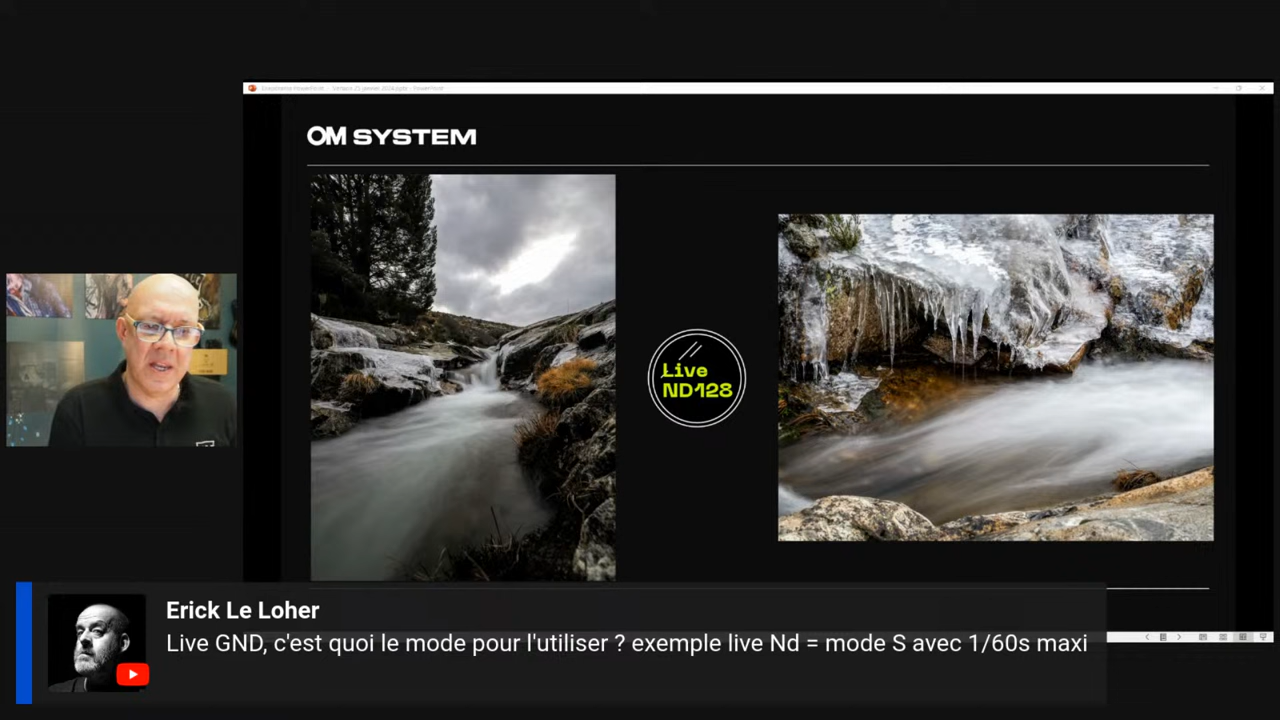 OM SYSTEM
Live
ND128
Erick Le Loher
Live GND, c'est quoi le mode pour l'utiliser ? exemple live Nd = mode S avec 1/60s maxi